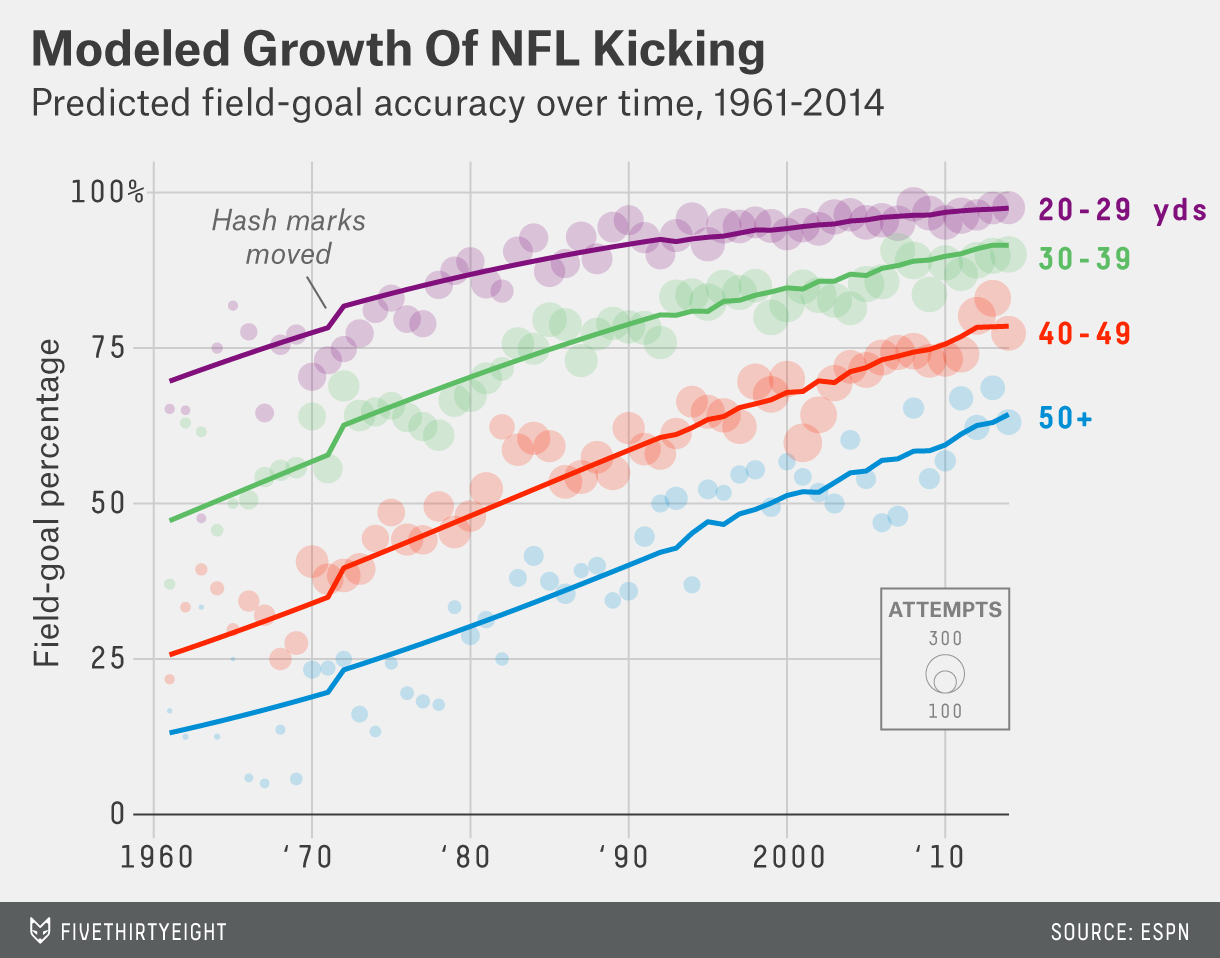 Modeled Growth Of NFL Kicking
Predicted field-goal accuracy over time, 1961-2014
100%
Hash marks
moved
20-29 yds
30-39
75
40-49
50+
Field-goal percentage
50
ATTEMPTS
300
100
25
0
1960
‘70
‘80
‘90
2000
‘10
FIVETHIRTYEIGHT
SOURCE: ESPN